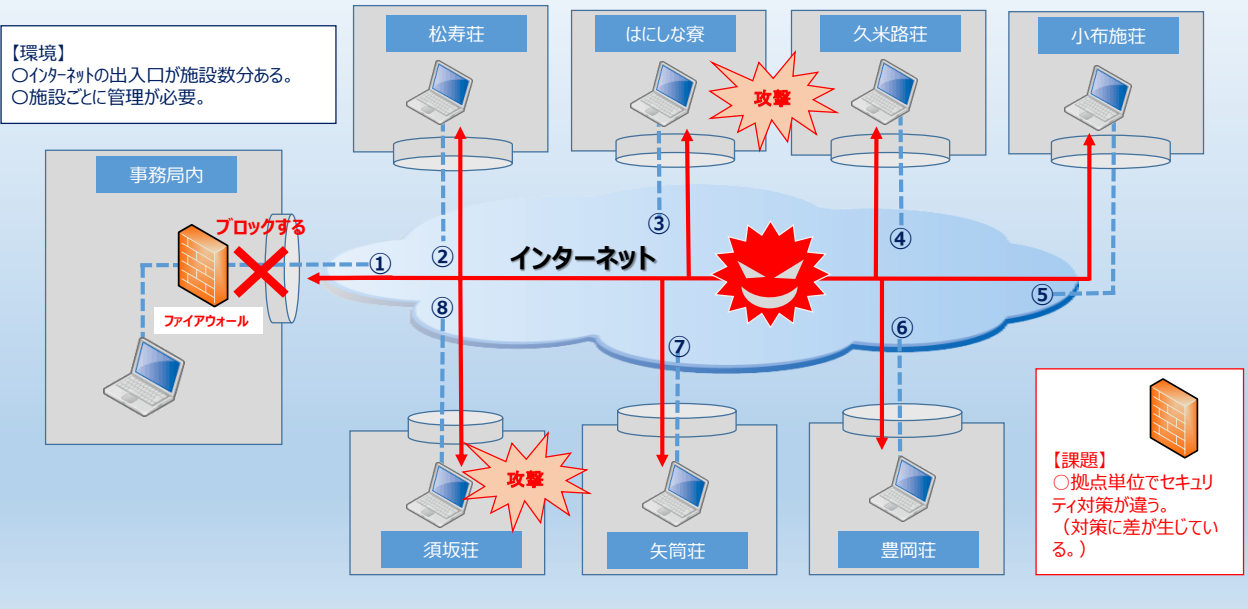 【環境】
〇インターネットの出入口が施設数分ある。
〇施設ごとに管理が必要。
松寿荘
はにしな寮
久米路荘
小布施荘
攻撃
事務局内
ブロックする
ファイアウォール
インターネット
①
②
③
④
⑤
⑥
⑦
⑧
攻撃
須坂荘
矢筒荘
豊岡荘
【課題】
〇拠点単位でセキュリ
ティ対策が違う。
（対策に差が生じてい
る。）